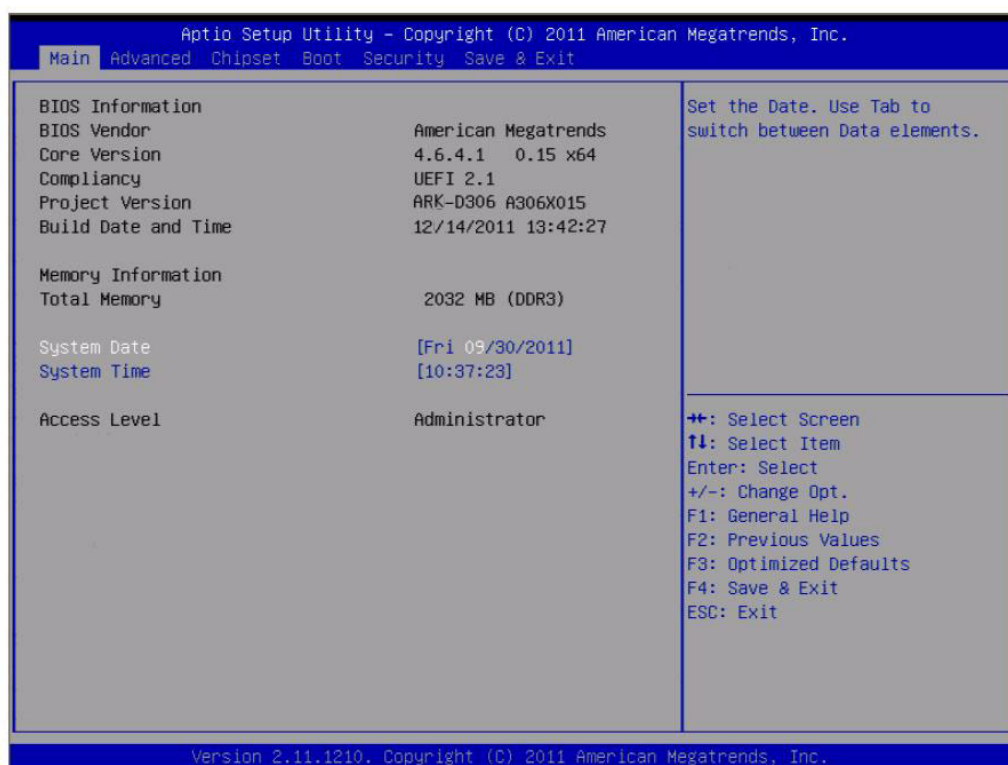 Aptio Setup Utility – Copyright (C) 2011 American Megatrends, Inc.
Main Advanced Chipset Boot Security Save & Exit
BIOS Information
BIOS Vendor American Megatrends
Core Version 4.6.4.1 0.15 x64
Compliancy UEFI 2.1
Project Version ARK-D306 A306X015
Build Date and Time 12/14/2011 13:42:27
Memory Information
Total Memory 2032 MB (DDR3)
System Date [Fri 09/30/2011]
System Time [10:37:23]
Access Level Administrator
Set the Date. Use Tab to
switch between Data elements.
→←: Select Screen
↑↓: Select Item
Enter: Select
+/-: Change Opt.
F1: General Help
F2: Previous Values
F3: Optimized Defaults
F4: Save & Exit
ESC: Exit
Version 2.11.1210. Copyright (C) 2011 American Megatrends, Inc.